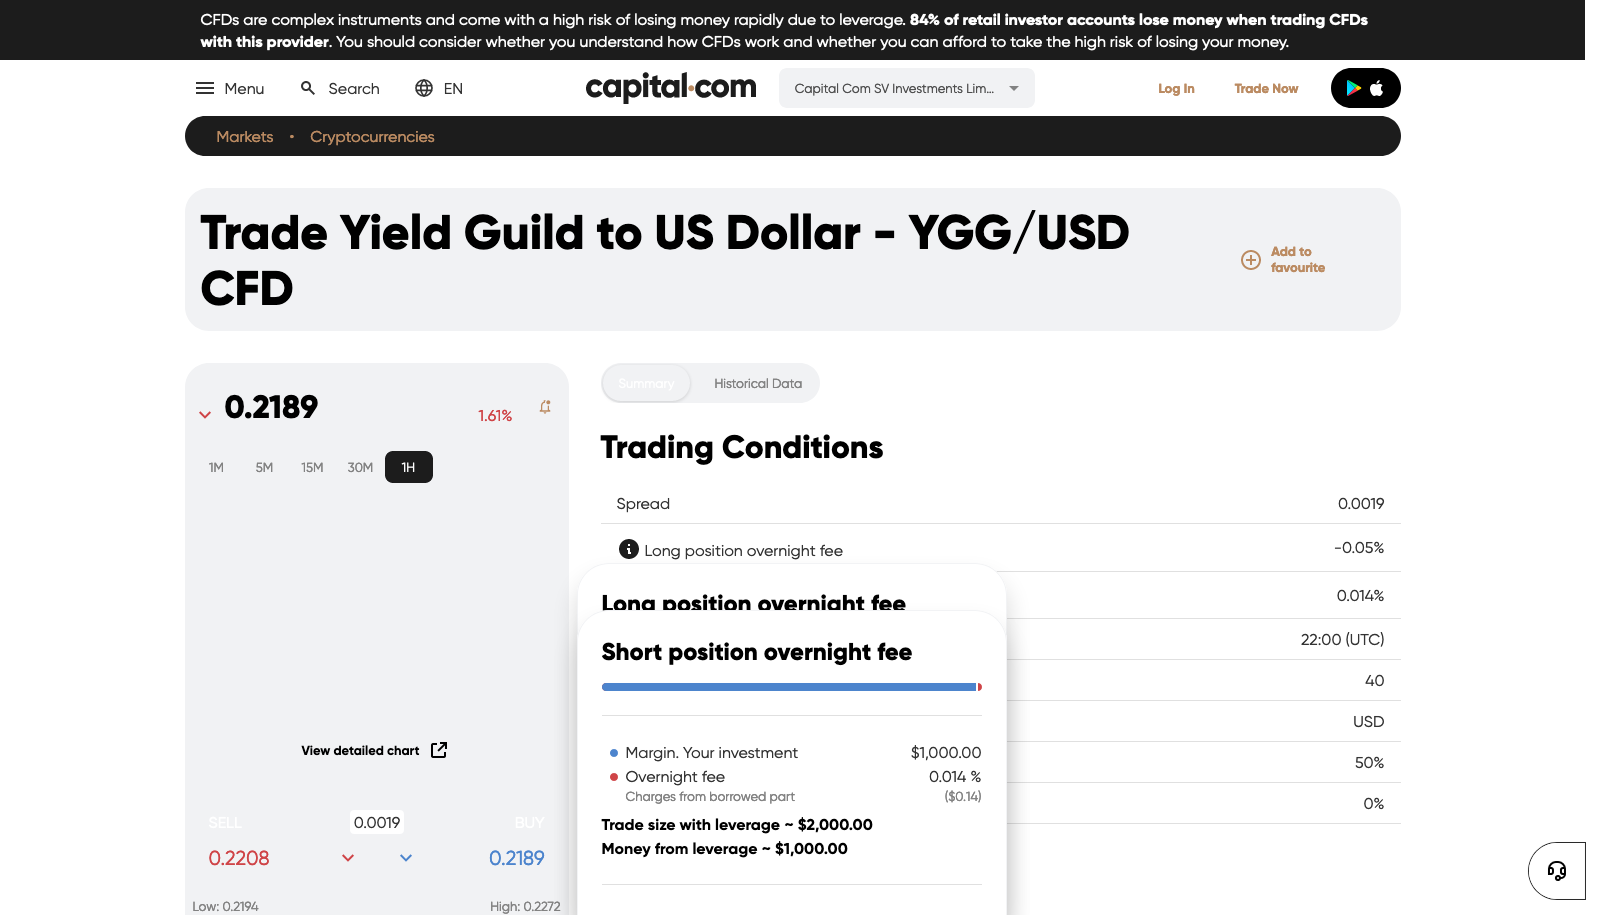 CFDs are complex instruments and come with a high risk of losing money rapidly due to leverage. 84% of retail investor accounts lose money when trading CFDs
with this provider. You should consider whether you understand how CFDs work and whether you can afford to take the high risk of losing your money.
Menu
Search
EN
capital.com
Capital Com SV Investments Lim...
Log In
Trade Now
Markets
Cryptocurrencies
Trade Yield Guild to US Dollar - YGG/USD
CFD
Add to
favourite
0.2189
1.61%
1M
5M
15M
30M
1H
View detailed chart
SELL
0.0019
BUY
0.2208
0.2189
Low: 0.2194
High: 0.2272
Summary
Historical Data
Trading Conditions
Spread
0.0019
Long position overnight fee
-0.05%
Long position overnight fee
0.014%
22:00 (UTC)
40
USD
50%
0%
Short position overnight fee
Margin. Your investment
$1,000.00
Overnight fee
0.014 %
Charges from borrowed part
($0.14)
Trade size with leverage ~ $2,000.00
Money from leverage ~ $1,000.00